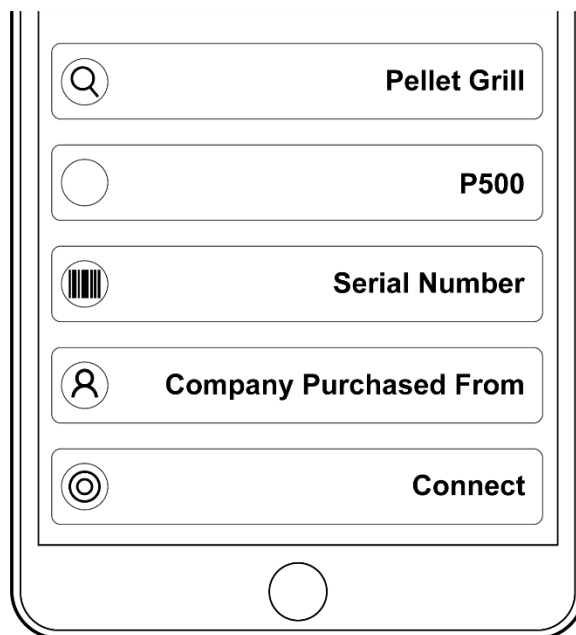 Pellet Grill
P500
Serial Number
Company Purchased From
Connect